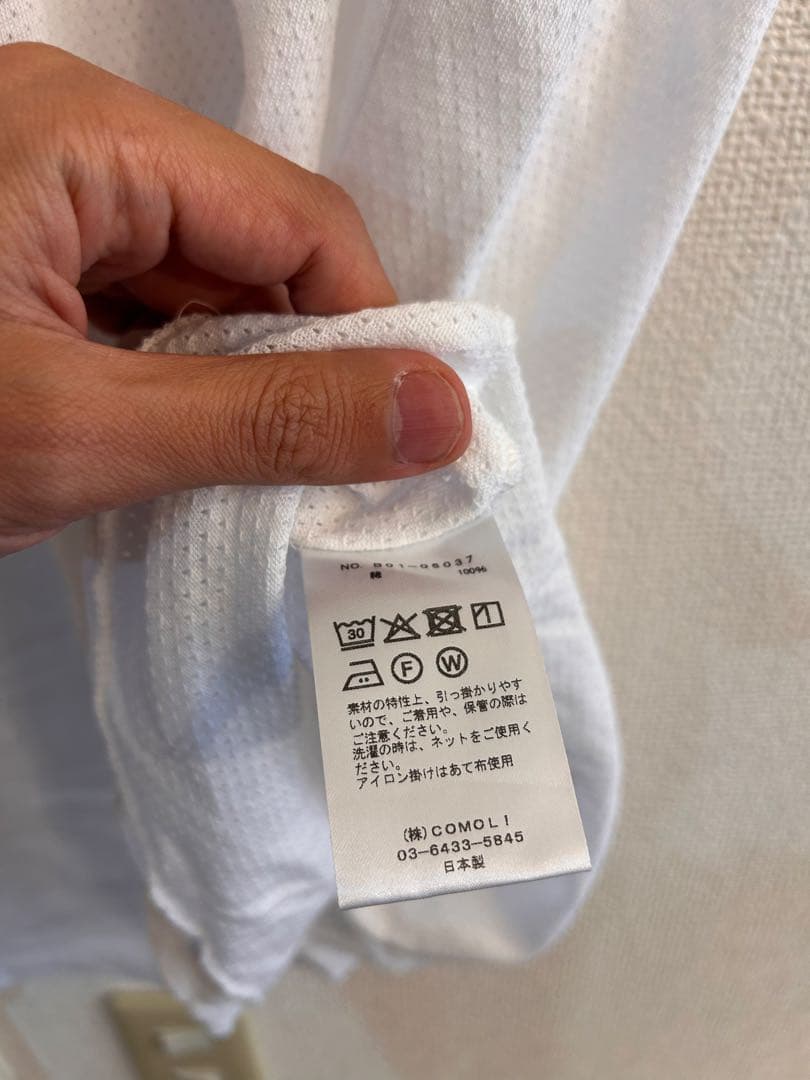 NO. B01-06037
綿 100%
30
F W
素材の特性上、引っ掛かりやす
いので、ご着用や、保管の際は
ご注意ください。
洗濯の時は、ネットをご使用く
ださい。
アイロン掛けはあて布使用
(株)COMOLI
03-6433-5845
日本製